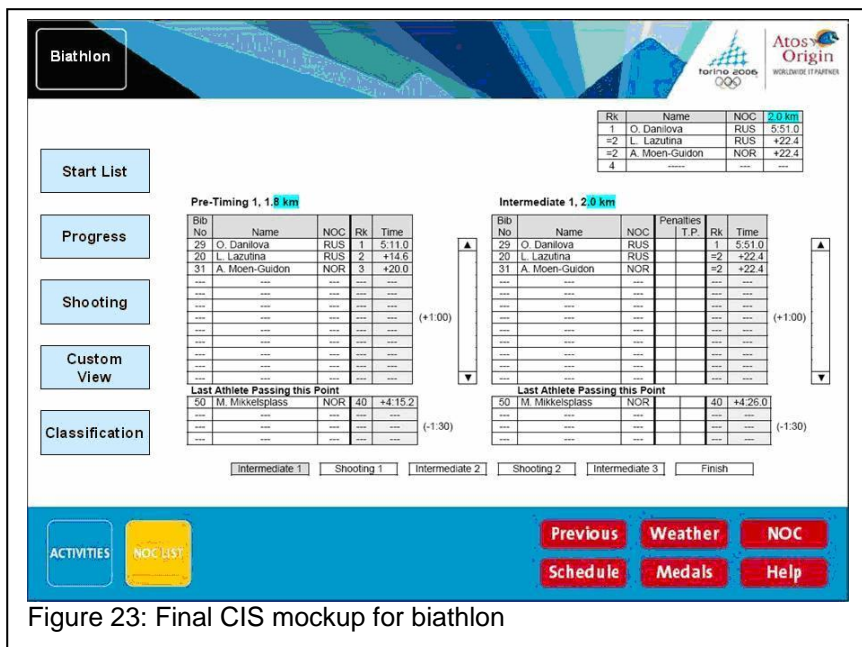 Biathlon
torino 2006
Atos Origin
WORLDWIDE IT PARTNER
Rk Name NOC 2.0 km
1 O. Danilova RUS 5:51.0
=2 L. Lazutina RUS +22.4
=2 A. Moen-Guidon NOR +22.4
4 ----- --- ---
Start List
Progress
Shooting
Custom View
Classification
Pre-Timing 1, 1.8 km
Bib No Name NOC Rk Time
29 O. Danilova RUS 1 5:11.0
20 L. Lazutina RUS 2 +14.6
31 A. Moen-Guidon NOR 3 +20.0
--- --- --- --- ---
--- --- --- --- ---
--- --- --- --- ---
--- --- --- --- --- (+1:00)
--- --- --- --- ---
--- --- --- --- ---
--- --- --- --- ---
--- --- --- --- ---
--- --- --- --- ---
Last Athlete Passing this Point
50 M. Mikkelsplass NOR 40 +4:15.2
--- --- --- --- ---
--- --- --- --- --- (-1:30)
--- --- --- --- ---
Intermediate 1, 2.0 km
Bib No Name NOC Penalties T.P. Rk Time
29 O. Danilova RUS 1 5:51.0
20 L. Lazutina RUS =2 +22.4
31 A. Moen-Guidon NOR =2 +22.4
--- --- --- --- ---
--- --- --- --- ---
--- --- --- --- ---
--- --- --- --- --- (+1:00)
--- --- --- --- ---
--- --- --- --- ---
--- --- --- --- ---
--- --- --- --- ---
--- --- --- --- ---
Last Athlete Passing this Point
50 M. Mikkelsplass NOR 40 +4:26.0
--- --- --- --- ---
--- --- --- --- --- (-1:30)
--- --- --- --- ---
Intermediate 1 Shooting 1 Intermediate 2 Shooting 2 Intermediate 3 Finish
ACTIVITIES NOC LIST
Previous Weather NOC
Schedule Medals Help
Figure 23: Final CIS mockup for biathlon